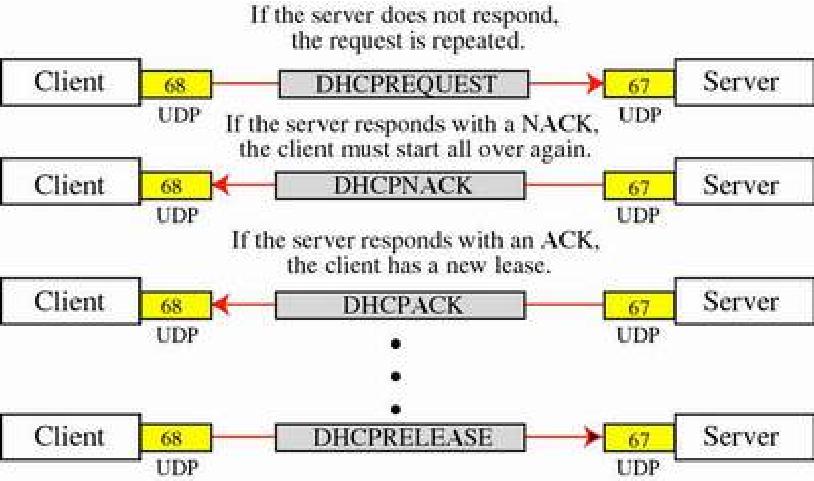 If the server does not respond,
the request is repeated.
Client 68 DHCPREQUEST 67 Server
UDP UDP
If the server responds with a NACK,
the client must start all over again.
Client 68 DHCPNACK 67 Server
UDP UDP
If the server responds with an ACK,
the client has a new lease.
Client 68 DHCPACK 67 Server
UDP UDP
Client 68 DHCPRELEASE 67 Server
UDP UDP